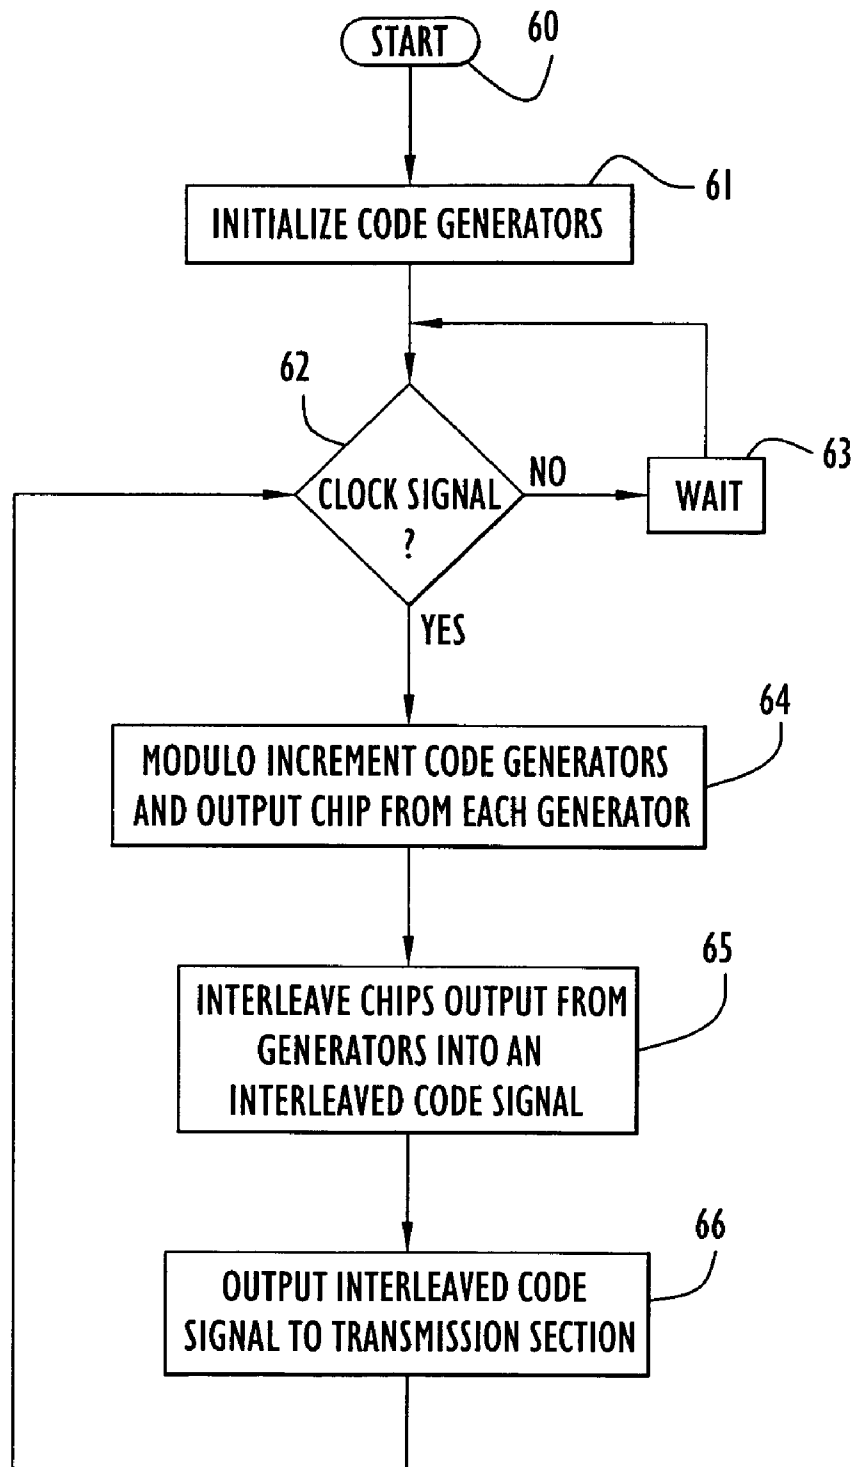 START
60
INITIALIZE CODE GENERATORS
61
62
CLOCK SIGNAL
?
NO
WAIT
63
YES
64
MODULO INCREMENT CODE GENERATORS
AND OUTPUT CHIP FROM EACH GENERATOR
65
INTERLEAVE CHIPS OUTPUT FROM
GENERATORS INTO AN
INTERLEAVED CODE SIGNAL
66
OUTPUT INTERLEAVED CODE
SIGNAL TO TRANSMISSION SECTION